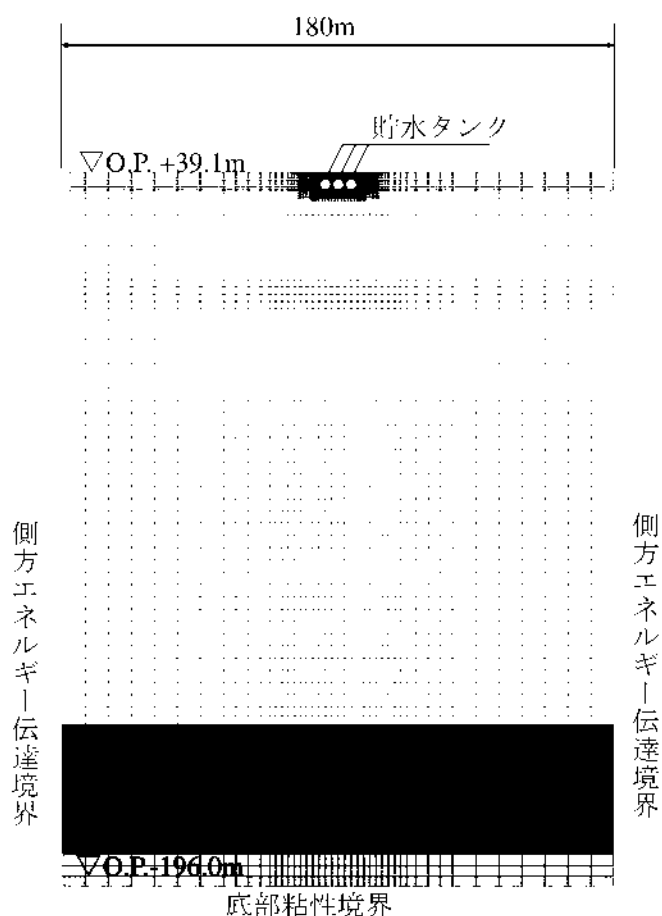 180m
貯水タンク
▽O.P. +39.1m
側方エネルギー伝達境界
側方エネルギー伝達境界
▽O.P.-196.0m
底部粘性境界